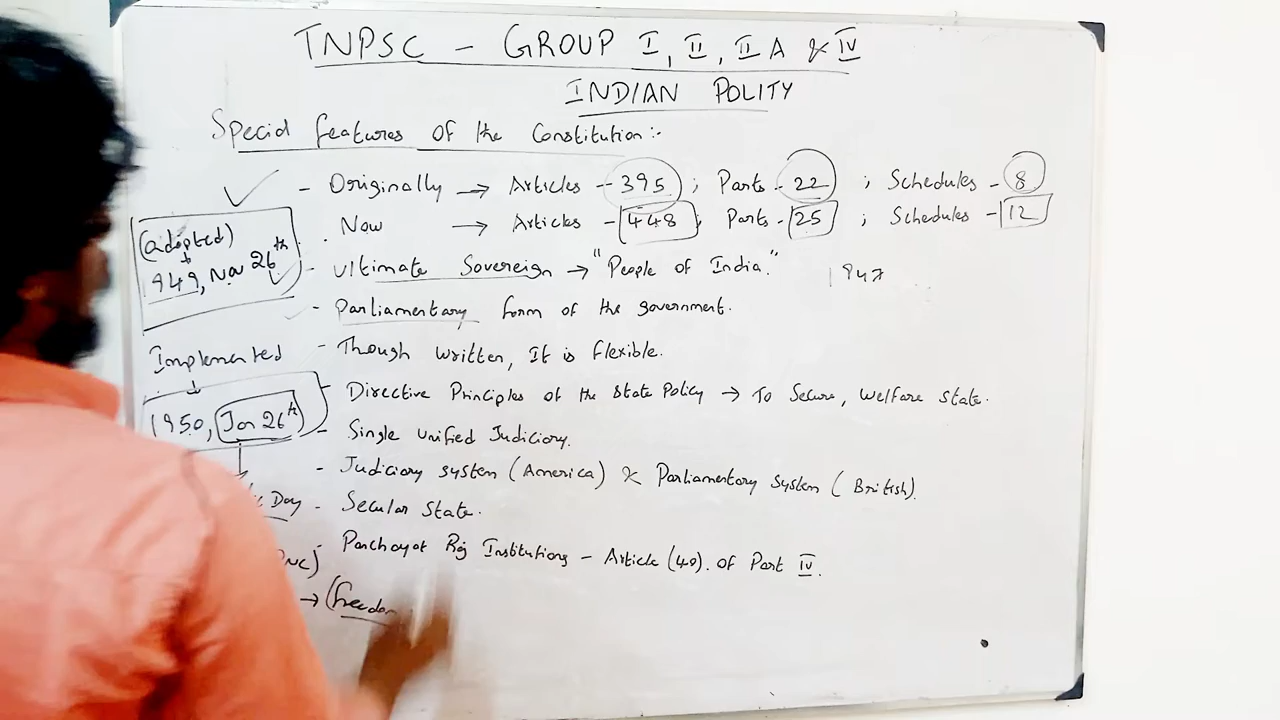 TNPSC - GROUP I, II, II A & IV
INDIAN POLITY
Special features of the Constitution:-
- Originally → Articles - 395; Parts - 22; Schedules - 8
. Now → Articles - 448; Parts - 25; Schedules - 12
- Ultimate Sovereign → "People of India."
1947
- Parliamentary form of the government.
- Though written, It is flexible.
- Directive Principles of the State Policy → To Secure, Welfare State.
- Single Unified Judiciary.
- Judiciary System (America) & Parliamentary System (British).
- Secular State.
- Panchayat Raj Institutions - Article (40). of Part IV.
(adopted)
1949, Nov 26th
Implemented
1950, Jan 26th
Day
NC)
→ (freedom